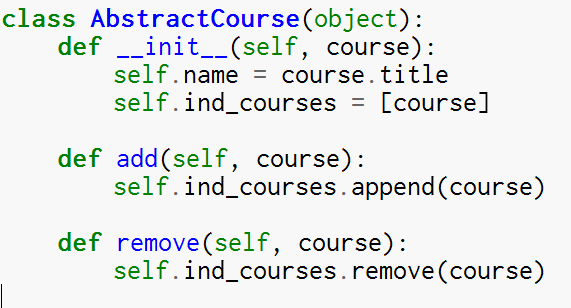 class AbstractCourse(object):
    def __init__(self, course):
        self.name = course.title
        self.ind_courses = [course]

    def add(self, course):
        self.ind_courses.append(course)

    def remove(self, course):
        self.ind_courses.remove(course)